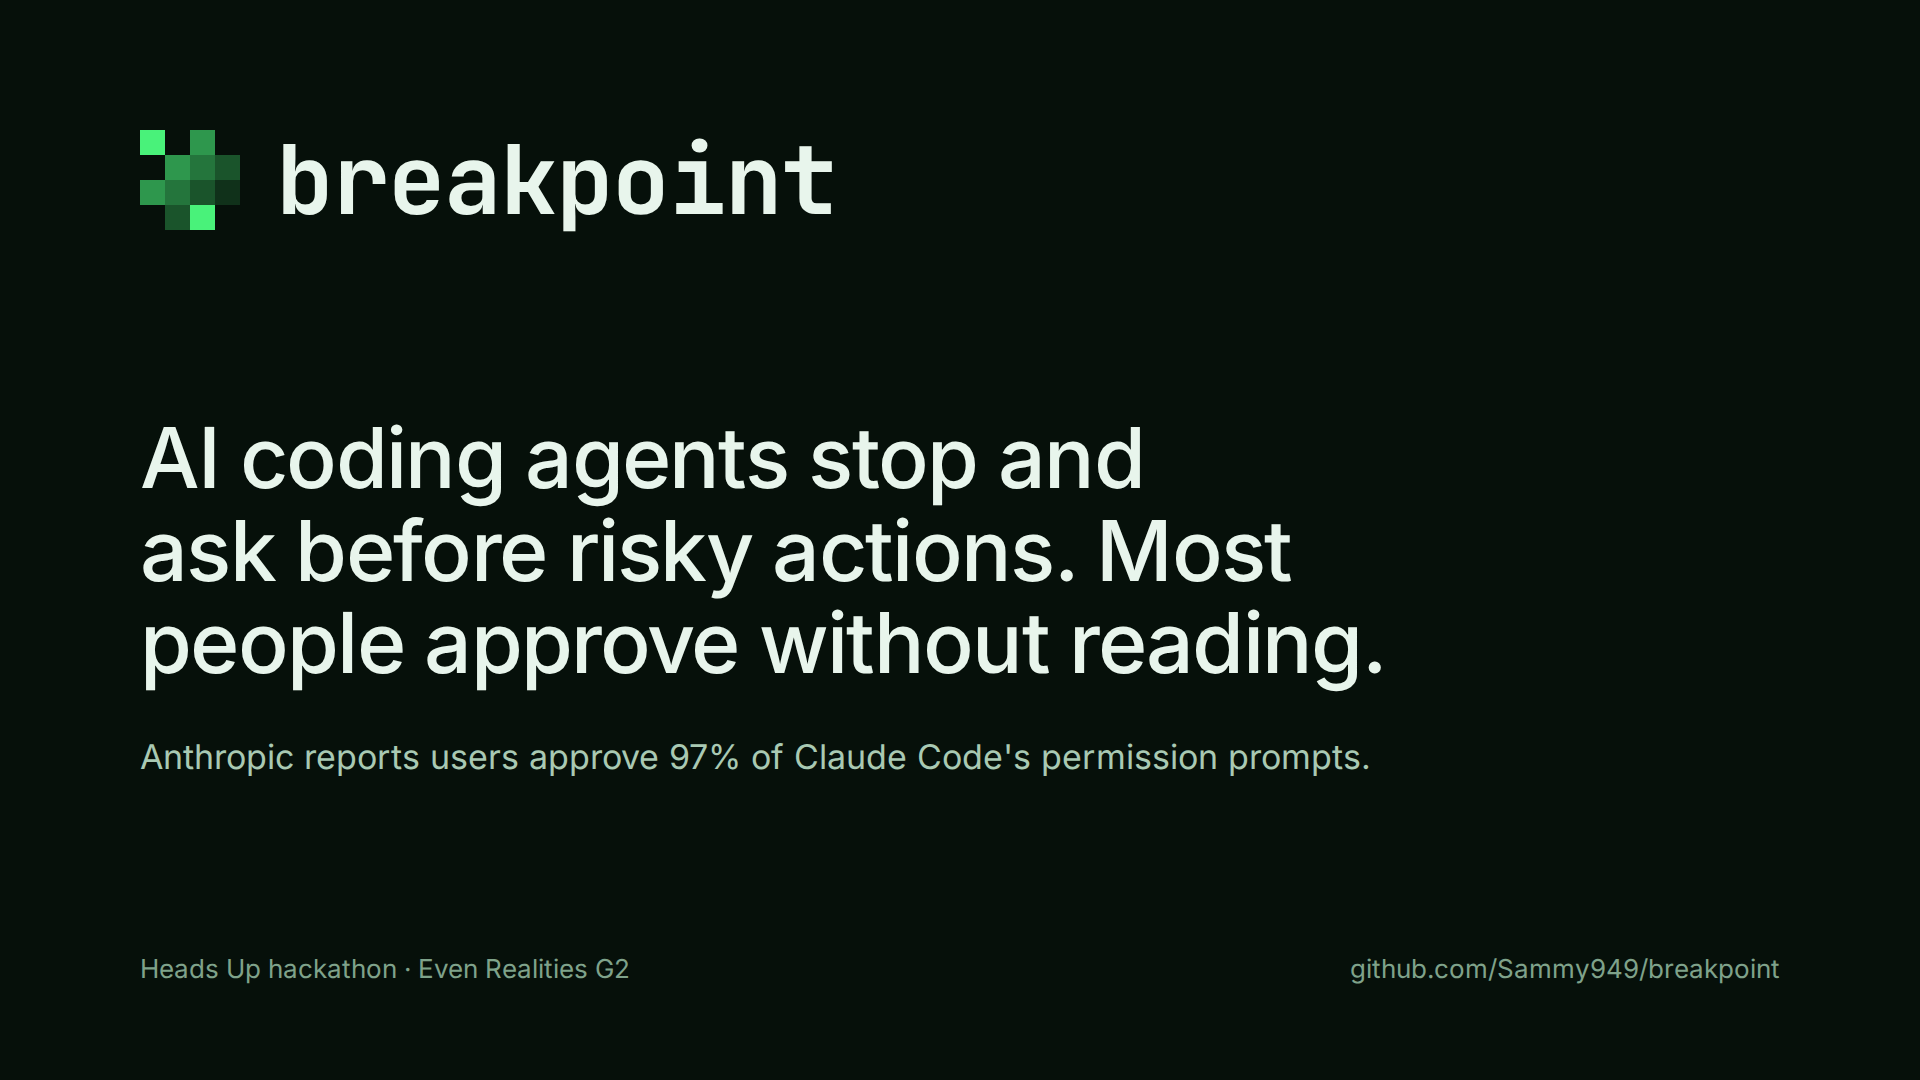 breakpoint
AI coding agents stop and
ask before risky actions. Most
people approve without reading.
Anthropic reports users approve 97% of Claude Code's permission prompts.
Heads Up hackathon · Even Realities G2
github.com/Sammy949/breakpoint